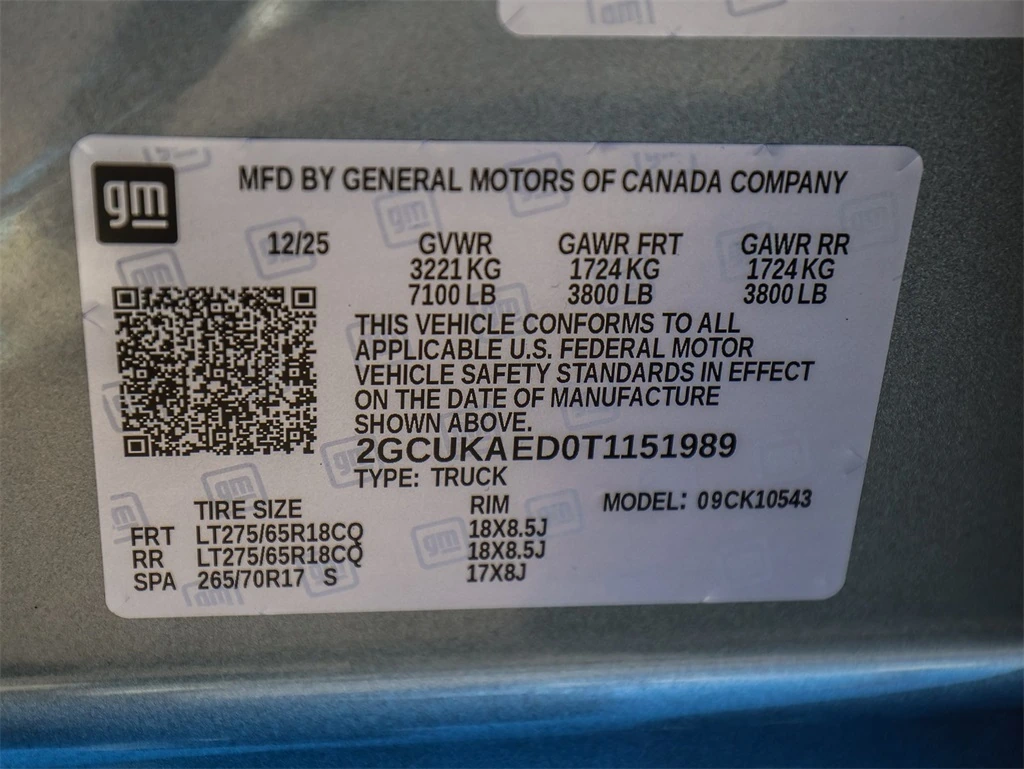 gm
MFD BY GENERAL MOTORS OF CANADA COMPANY
12/25 GVWR GAWR FRT GAWR RR
3221 KG 1724 KG 1724 KG
7100 LB 3800 LB 3800 LB
THIS VEHICLE CONFORMS TO ALL
APPLICABLE U.S. FEDERAL MOTOR
VEHICLE SAFETY STANDARDS IN EFFECT
ON THE DATE OF MANUFACTURE
SHOWN ABOVE.
2GCUKAED0T1151989
TYPE: TRUCK
TIRE SIZE RIM MODEL: 09CK10543
FRT LT275/65R18CQ 18X8.5J
RR LT275/65R18CQ 18X8.5J
SPA 265/70R17 S 17X8J